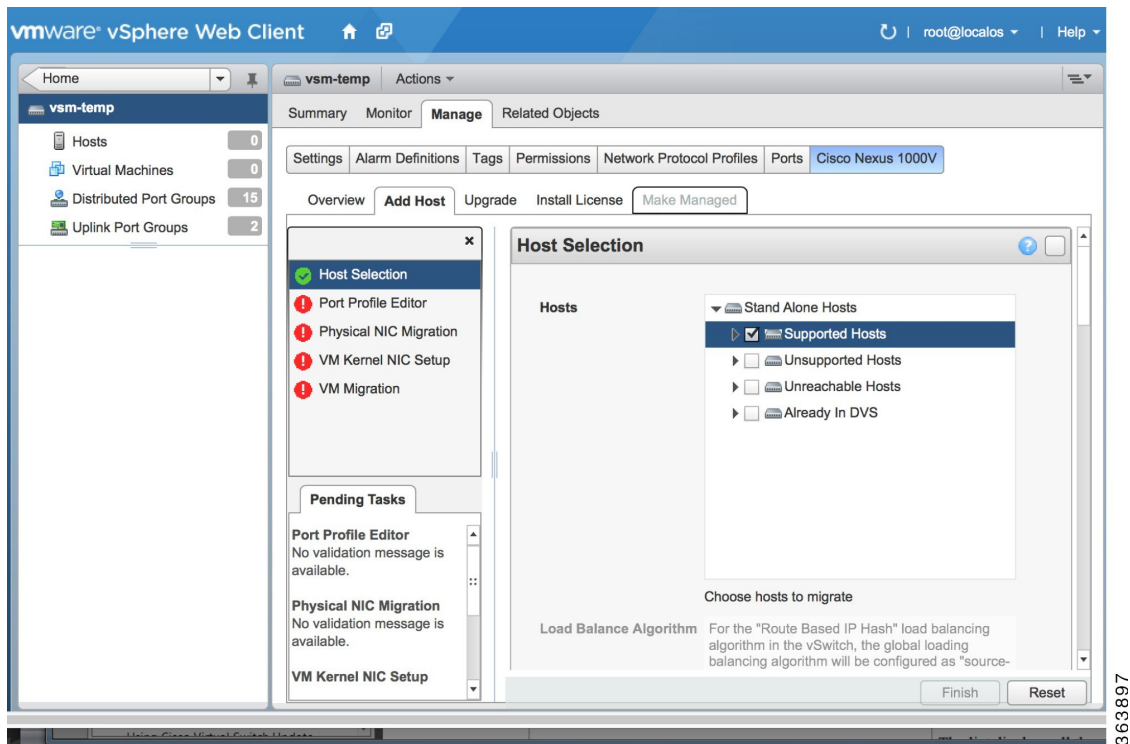 vmware® vSphere Web Client
root@localos
Help
Home
vsm-temp
Hosts 0
Virtual Machines 0
Distributed Port Groups 15
Uplink Port Groups 2
vsm-temp Actions
Summary Monitor Manage Related Objects
Settings Alarm Definitions Tags Permissions Network Protocol Profiles Ports Cisco Nexus 1000V
Overview Add Host Upgrade Install License Make Managed
Host Selection
Port Profile Editor
Physical NIC Migration
VM Kernel NIC Setup
VM Migration
Pending Tasks
Port Profile Editor
No validation message is
available.
Physical NIC Migration
No validation message is
available.
VM Kernel NIC Setup
Host Selection
Hosts
Stand Alone Hosts
Supported Hosts
Unsupported Hosts
Unreachable Hosts
Already In DVS
Choose hosts to migrate
Load Balance Algorithm
For the "Route Based IP Hash" load balancing
algorithm in the vSwitch, the global loading
balancing algorithm will be configured as "source-
Finish Reset
363897